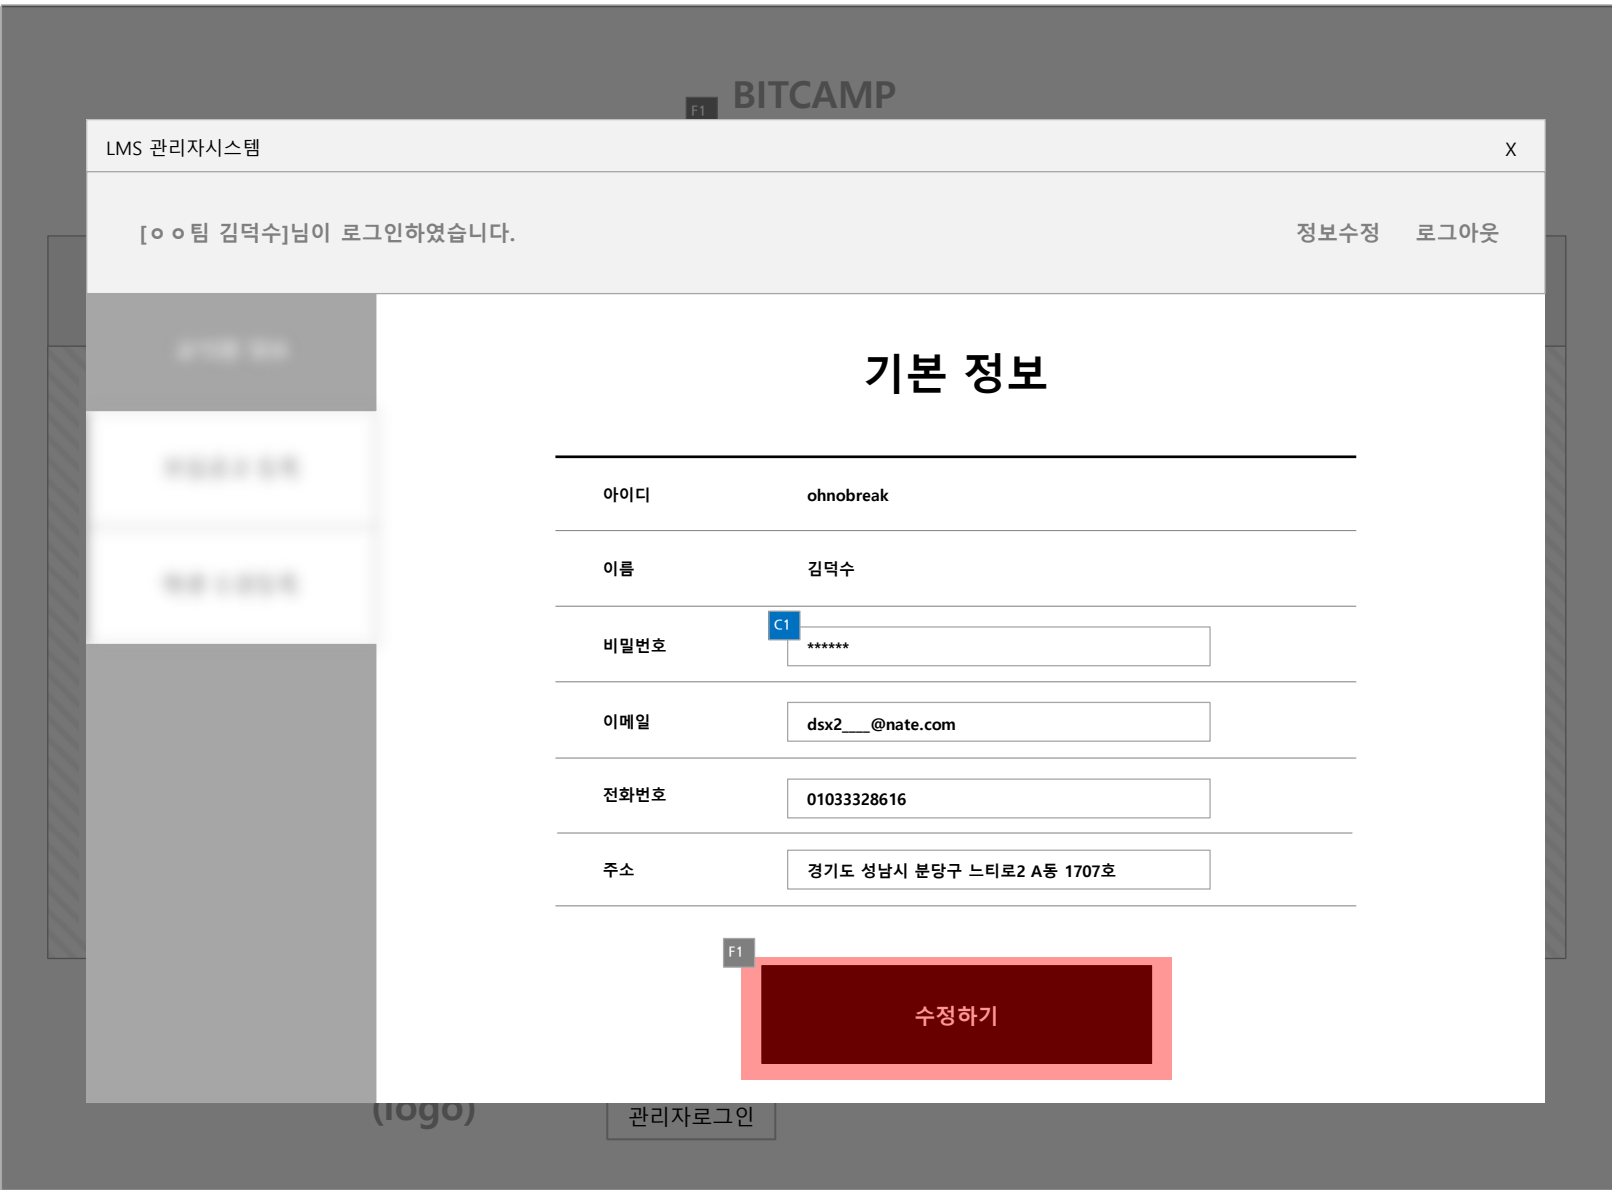 BITCAMP
F1
LMS 관리자시스템
X
[ㅇㅇ팀 김덕수]님이 로그인하였습니다.
정보수정
로그아웃
기본 정보
아이디
ohnobreak
이름
김덕수
C1
비밀번호
******
이메일
dsx2____@nate.com
전화번호
01033328616
주소
경기도 성남시 분당구 느티로2 A동 1707호
F1
수정하기
(logo)
관리자로그인